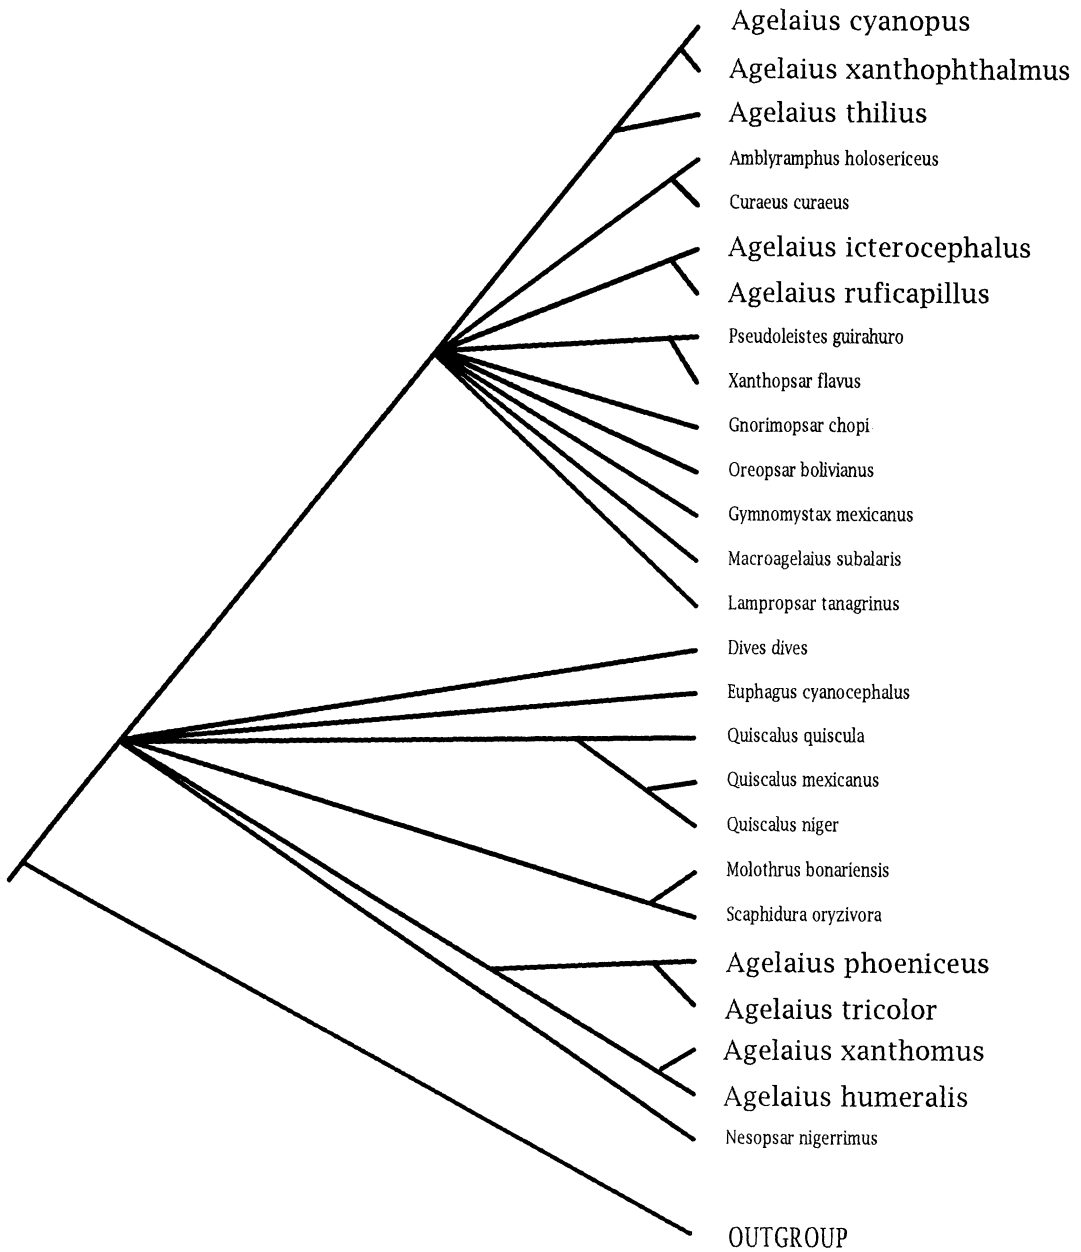 Agelaius cyanopus
Agelaius xanthophthalmus
Agelaius thilius
Amblyramphus holosericeus
Curaeus curaeus
Agelaius icterocephalus
Agelaius ruficapillus
Pseudoleistes guirahuro
Xanthopsar flavus
Gnorimopsar chopi
Oreopsar bolivianus
Gymnomystax mexicanus
Macroagelaius subalaris
Lampropsar tanagrinus
Dives dives
Euphagus cyanocephalus
Quiscalus quiscula
Quiscalus mexicanus
Quiscalus niger
Molothrus bonariensis
Scaphidura oryzivora
Agelaius phoeniceus
Agelaius tricolor
Agelaius xanthomus
Agelaius humeralis
Nesopsar nigerrimus
OUTGROUP